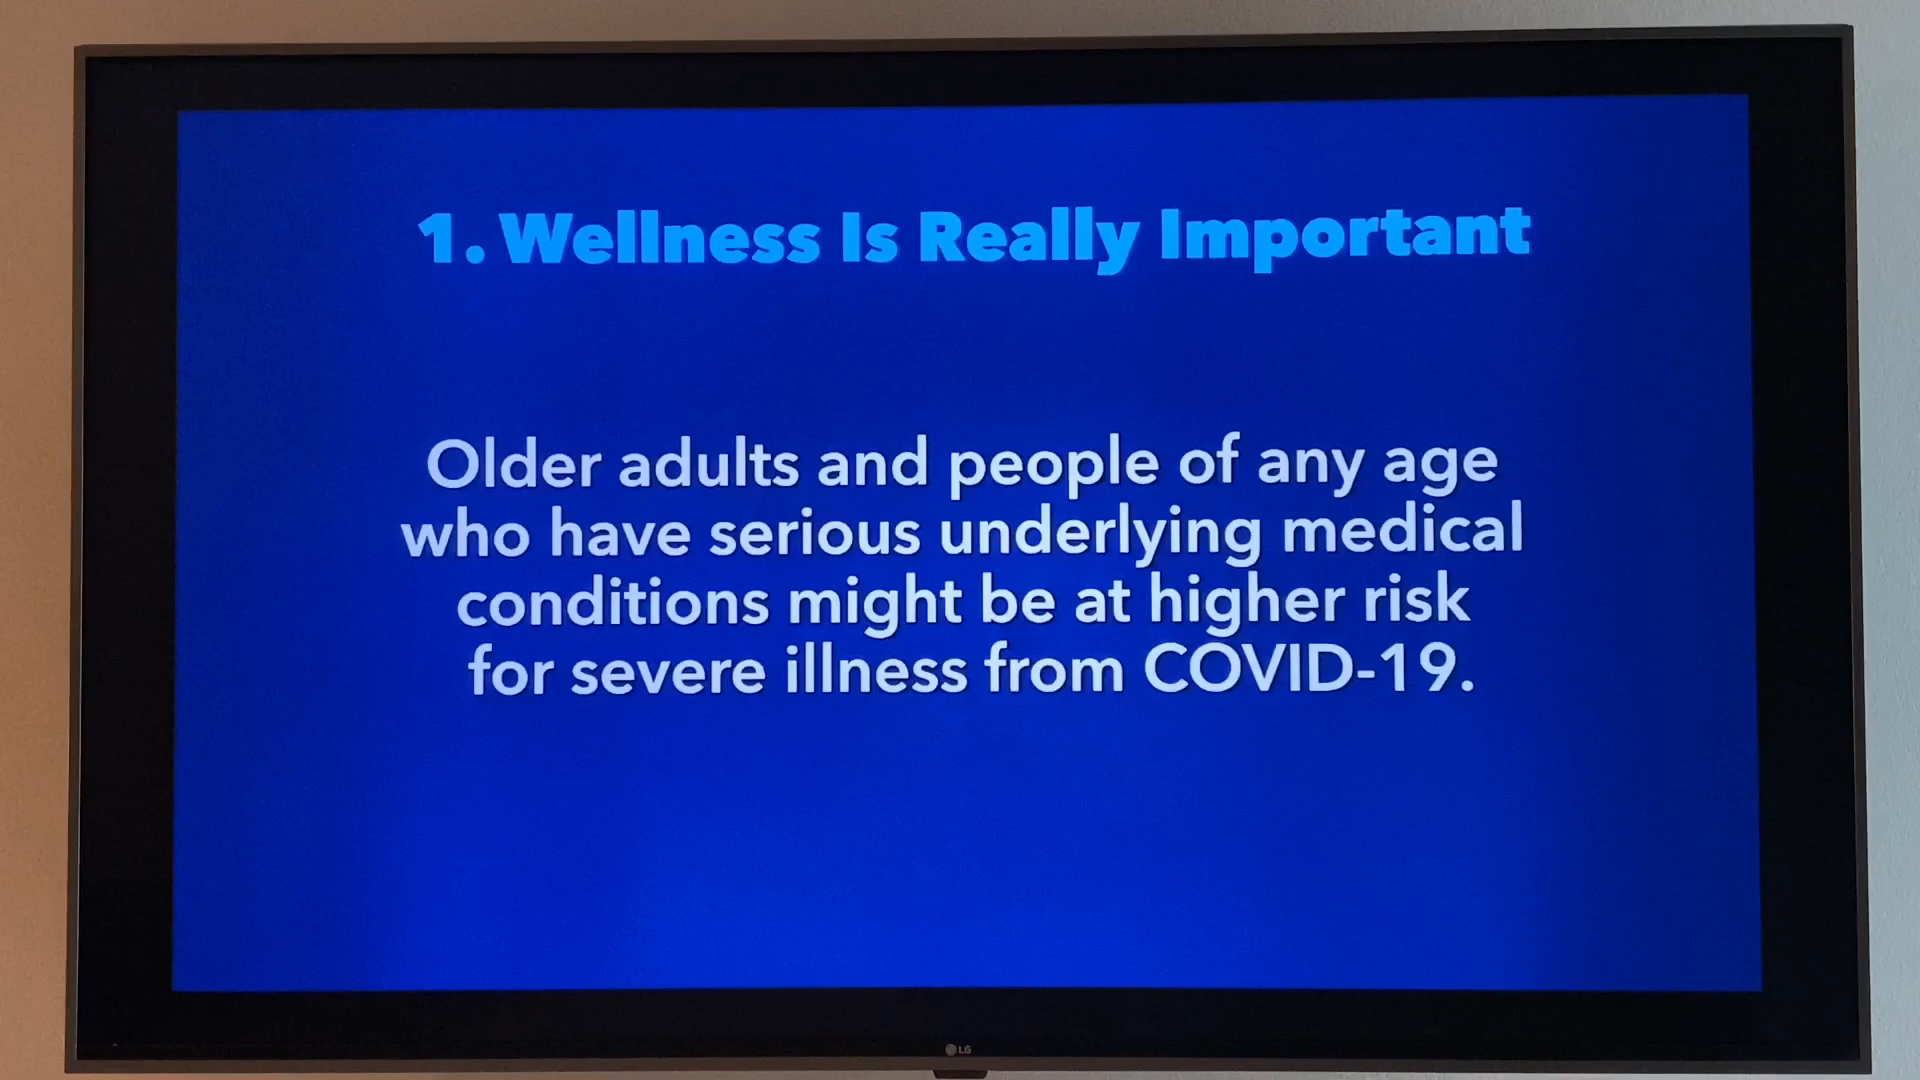 1. Wellness Is Really Important
Older adults and people of any age
who have serious underlying medical
conditions might be at higher risk
for severe illness from COVID-19.
LG